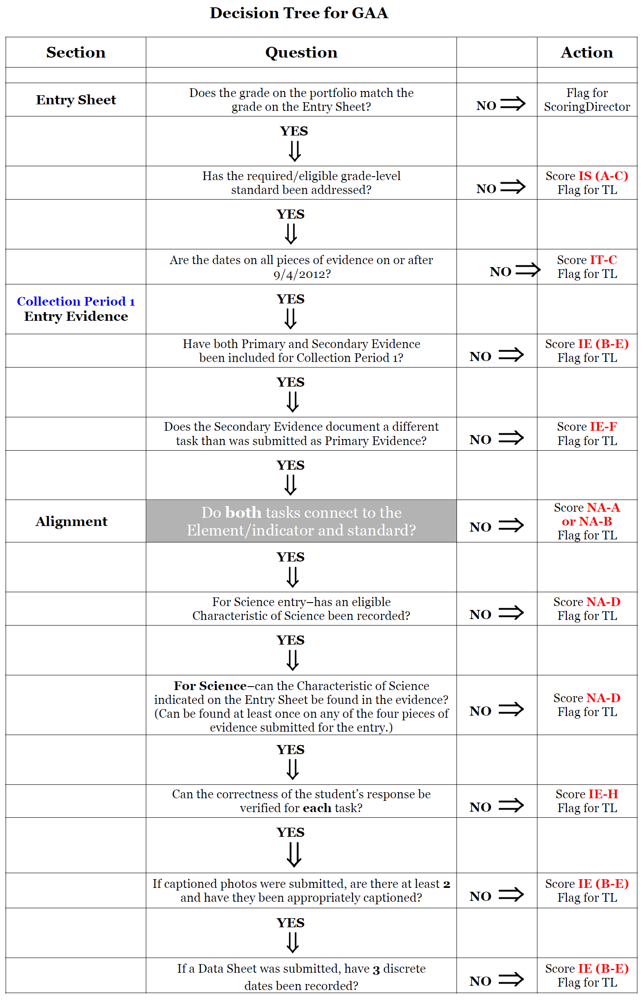 Decision Tree for GAA
Section Question Action
Entry Sheet
Does the grade on the portfolio match the
grade on the Entry Sheet?
NO
Flag for
ScoringDirector
YES
Has the required/eligible grade-level
standard been addressed?
NO
Score IS (A-C)
Flag for TL
YES
Are the dates on all pieces of evidence on or after
9/4/2012?
NO
Score IT-C
Flag for TL
Collection Period 1
Entry Evidence
YES
Have both Primary and Secondary Evidence
been included for Collection Period 1?
NO
Score IE (B-E)
Flag for TL
YES
Does the Secondary Evidence document a different
task than was submitted as Primary Evidence?
NO
Score IE-F
Flag for TL
YES
Alignment
Do both tasks connect to the
Element/indicator and standard?
NO
Score NA-A
or NA-B
Flag for TL
YES
For Science entry–has an eligible
Characteristic of Science been recorded?
NO
Score NA-D
Flag for TL
YES
For Science–can the Characteristic of Science
indicated on the Entry Sheet be found in the evidence?
(Can be found at least once on any of the four pieces of
evidence submitted for the entry.)
NO
Score NA-D
Flag for TL
YES
Can the correctness of the student’s response be
verified for each task?
NO
Score IE-H
Flag for TL
YES
If captioned photos were submitted, are there at least 2
and have they been appropriately captioned?
NO
Score IE (B-E)
Flag for TL
YES
If a Data Sheet was submitted, have 3 discrete
dates been recorded?
NO
Score IE (B-E)
Flag for TL